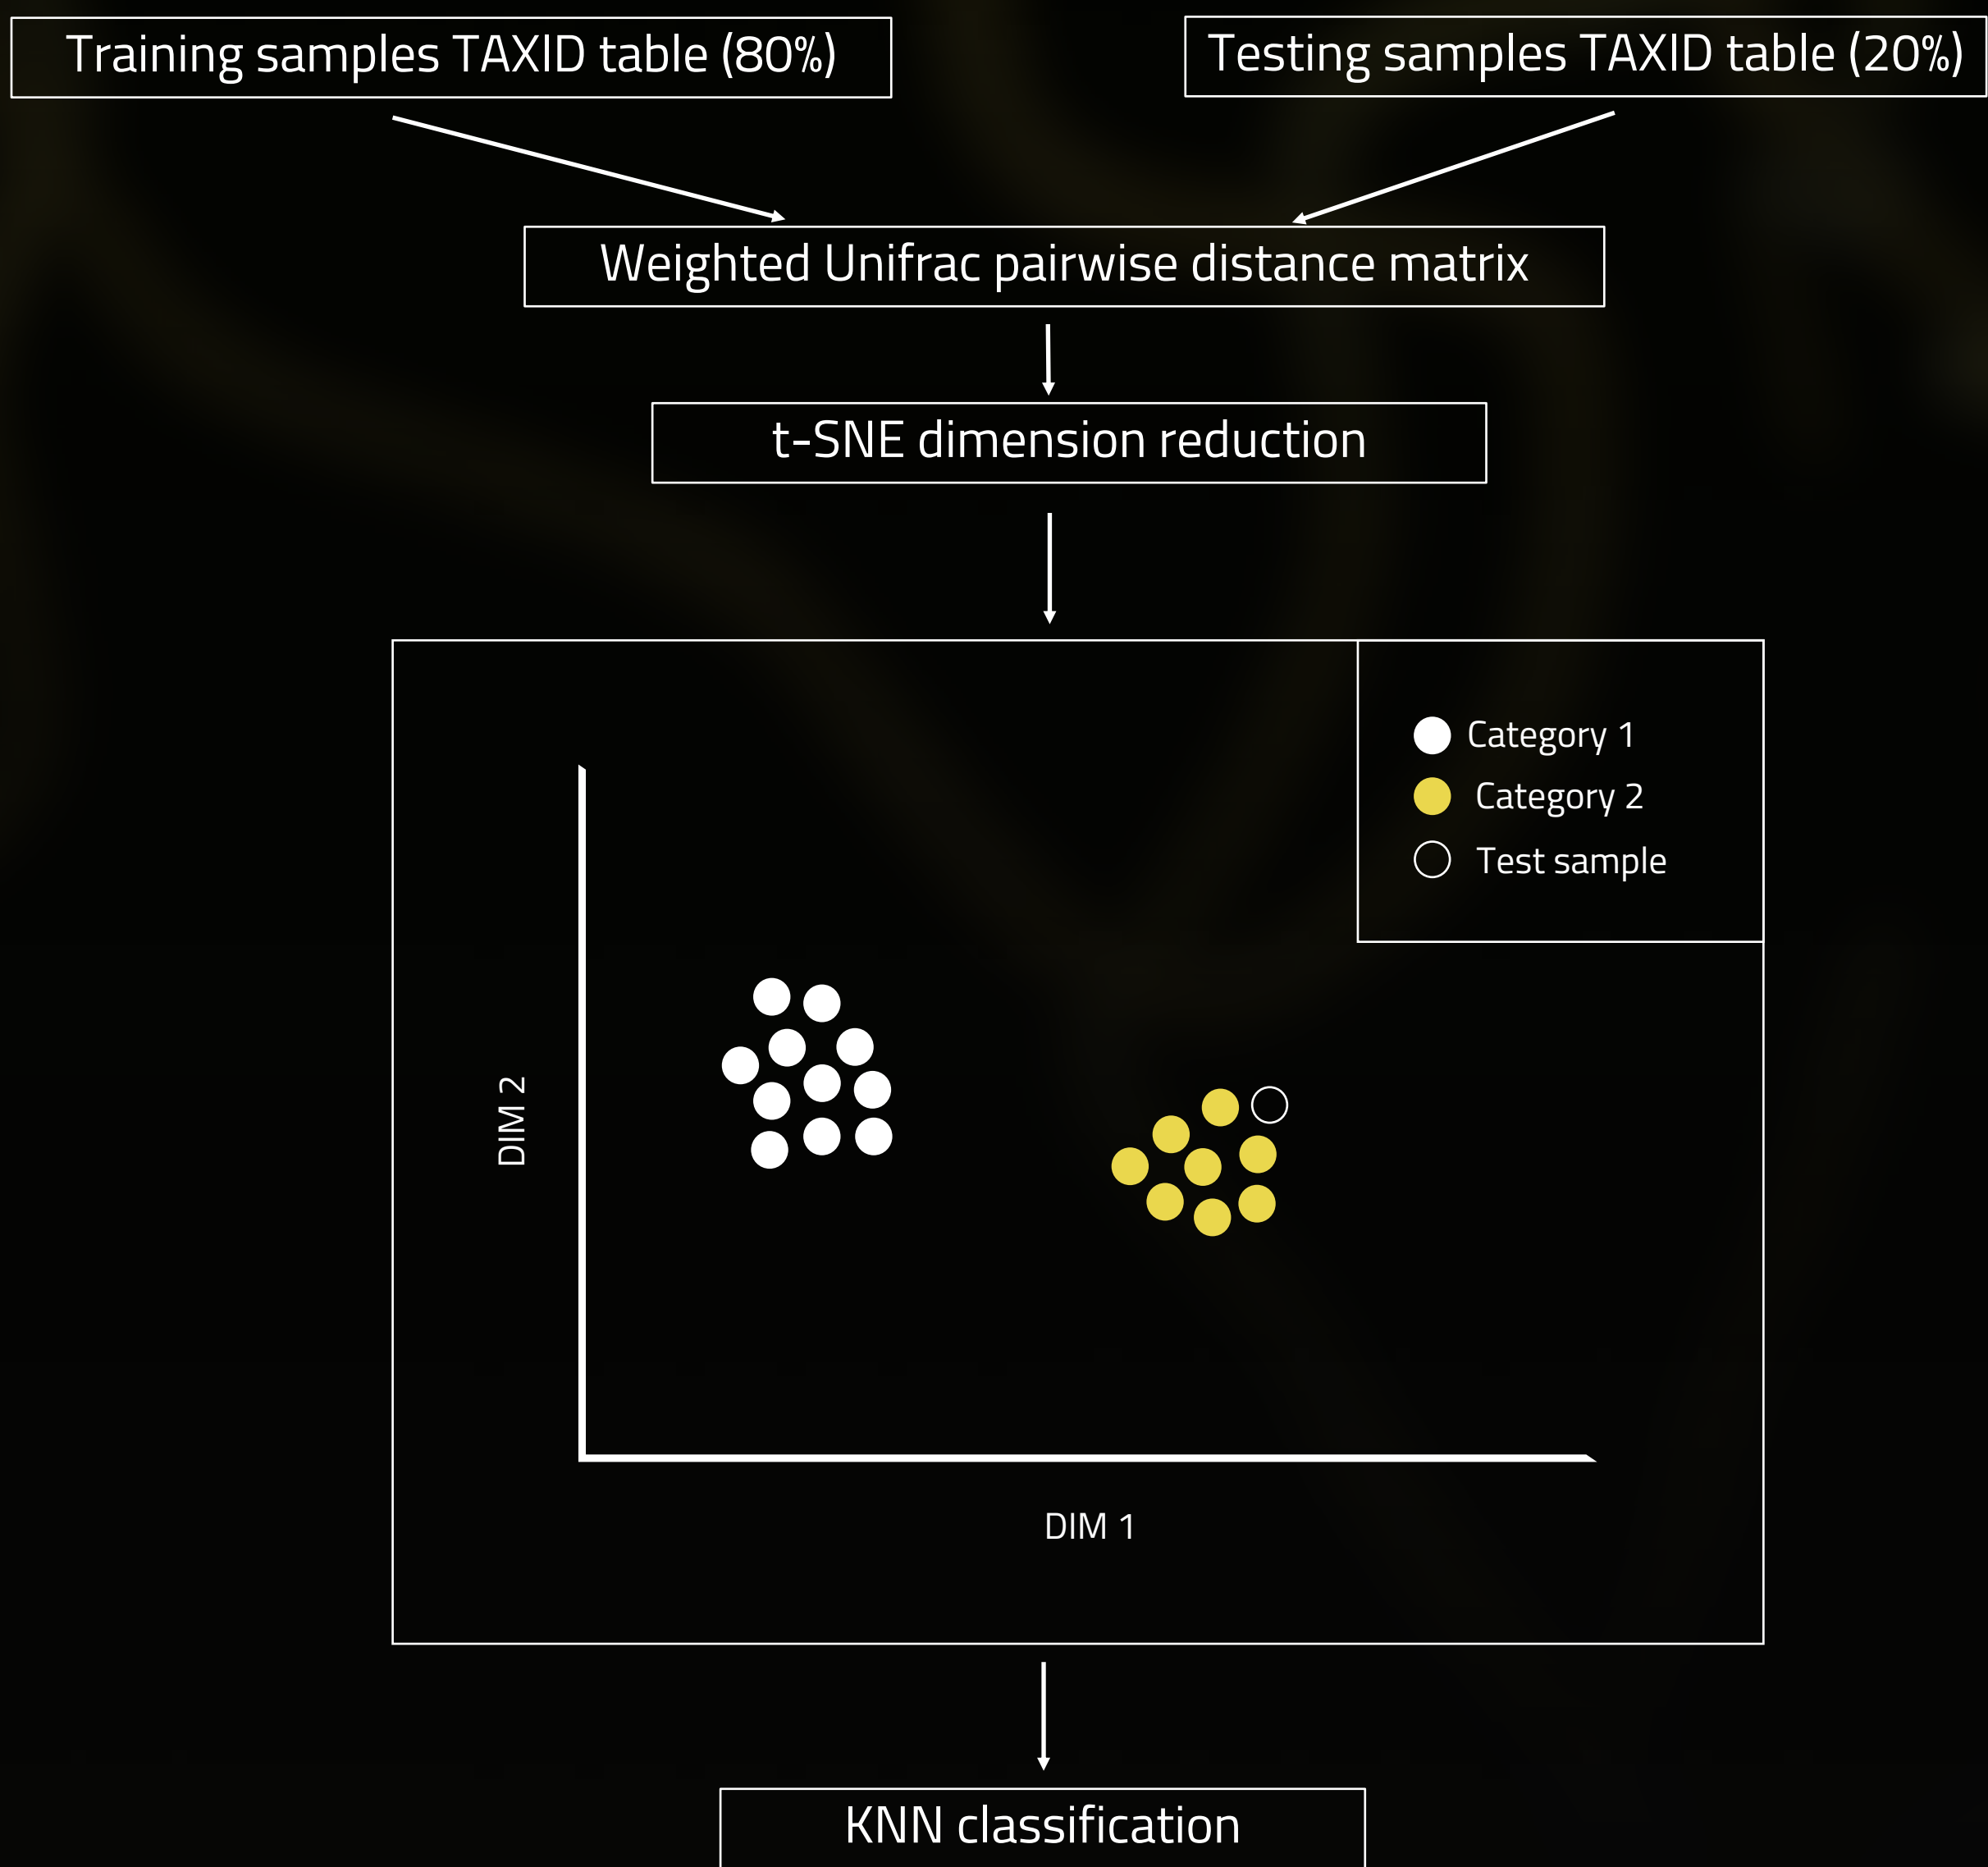 Training samples TAXID table (80%)
Testing samples TAXID table (20%)
Weighted Unifrac pairwise distance matrix
t-SNE dimension reduction
Category 1
Category 2
Test sample
DIM 2
DIM 1
KNN classification